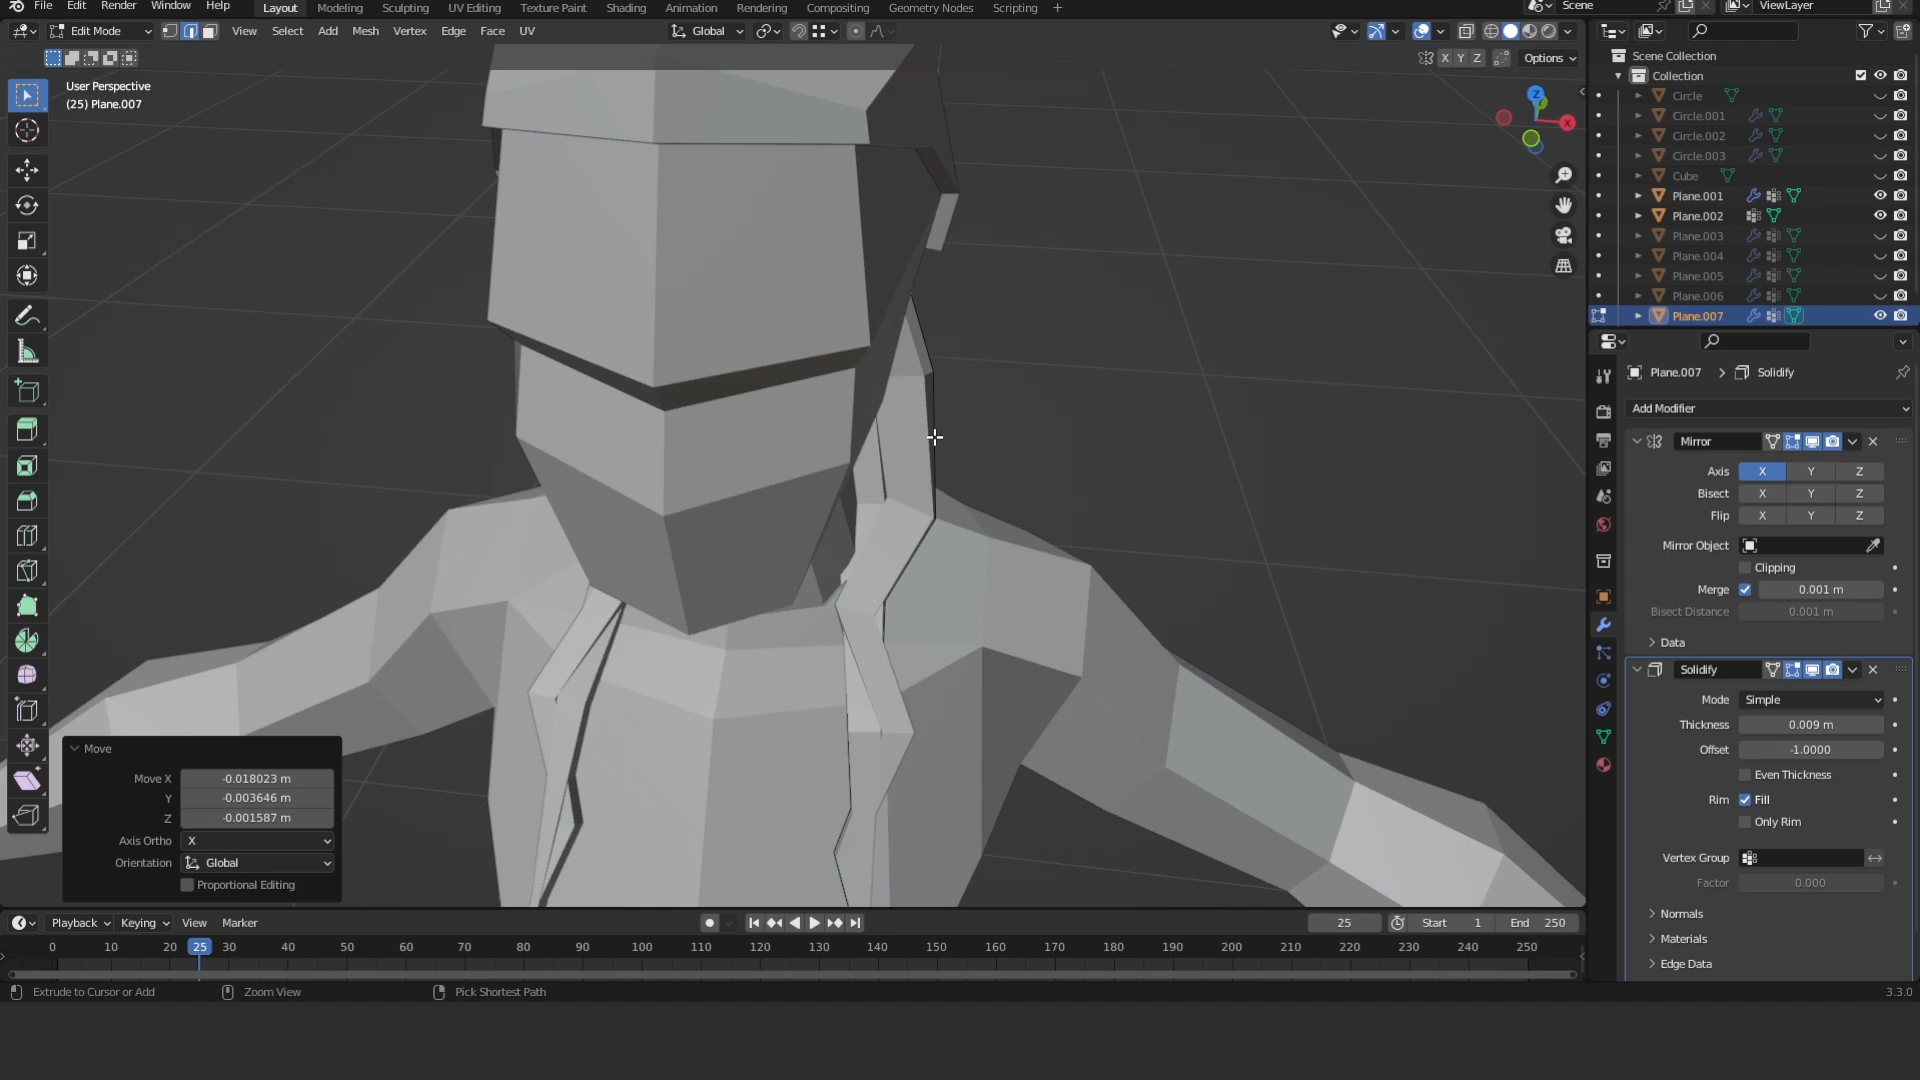 File Edit Render Window Help Layout Modeling Sculpting UV Editing Texture Paint Shading Animation Rendering Compositing Geometry Nodes Scripting + Scene ViewLayer
Edit Mode View Select Add Mesh Vertex Edge Face UV Global
X Y Z Options
User Perspective
(25) Plane.007
Z
X
Scene Collection
Collection
Circle
Circle.001
Circle.002
Circle.003
Cube
Plane.001
Plane.002
Plane.003
Plane.004
Plane.005
Plane.006
Plane.007
Plane.007 > Solidify
Add Modifier
Mirror
Axis X Y Z
Bisect X Y Z
Flip X Y Z
Mirror Object
Clipping
Merge 0.001 m
Bisect Distance 0.001 m
Data
Solidify
Mode Simple
Thickness 0.009 m
Offset -1.0000
Even Thickness
Rim Fill
Only Rim
Vertex Group
Factor 0.000
Normals
Materials
Edge Data
Move
Move X -0.018023 m
Y -0.003646 m
Z -0.001587 m
Axis Ortho X
Orientation Global
Proportional Editing
Playback Keying View Marker 25 Start 1 End 250
0 10 20 25 30 40 50 60 70 80 90 100 110 120 130 140 150 160 170 180 190 200 210 220 230 240 250
Extrude to Cursor or Add Zoom View Pick Shortest Path 3.3.0